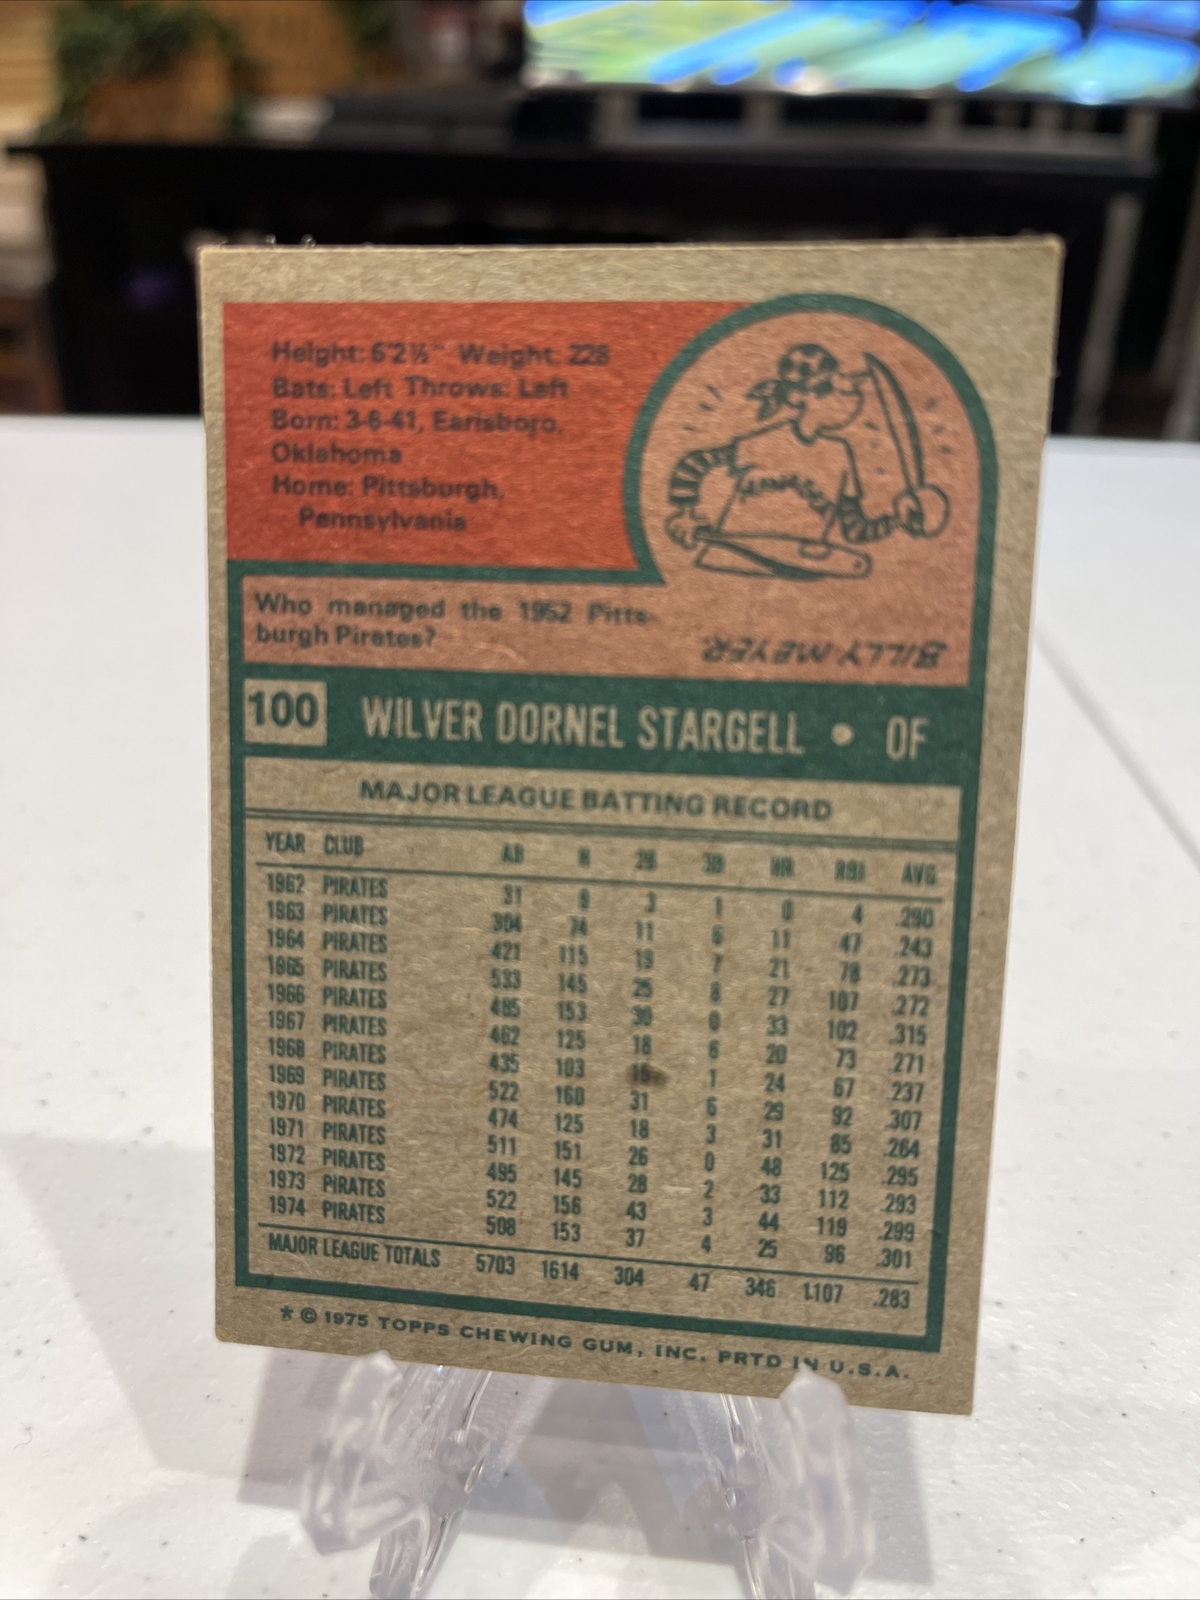 Height: 6'2½" Weight: 228
Bats: Left Throws: Left
Born: 3-6-41, Earlsboro,
Oklahoma
Home: Pittsburgh,
Pennsylvania
Who managed the 1952 Pitts-
burgh Pirates?
BILLY MEYER.
100 WILVER DORNEL STARGELL • OF
MAJOR LEAGUE BATTING RECORD
YEAR CLUB AB H 2B 3B HR RBI AVG
1962 PIRATES 31 9 3 1 0 4 .290
1963 PIRATES 304 74 11 6 11 47 .243
1964 PIRATES 421 115 19 7 21 78 .273
1965 PIRATES 533 145 25 8 27 107 .272
1966 PIRATES 485 153 30 0 33 102 .315
1967 PIRATES 462 125 18 6 20 73 .271
1968 PIRATES 435 103 15 1 24 67 .237
1969 PIRATES 522 160 31 6 29 92 .307
1970 PIRATES 474 125 18 3 31 85 .264
1971 PIRATES 511 151 26 0 48 125 .295
1972 PIRATES 495 145 28 2 33 112 .293
1973 PIRATES 522 156 43 3 44 119 .299
1974 PIRATES 508 153 37 4 25 96 .301
MAJOR LEAGUE TOTALS 5703 1614 304 47 346 1107 .283
* © 1975 TOPPS CHEWING GUM, INC. PRTD IN U.S.A.